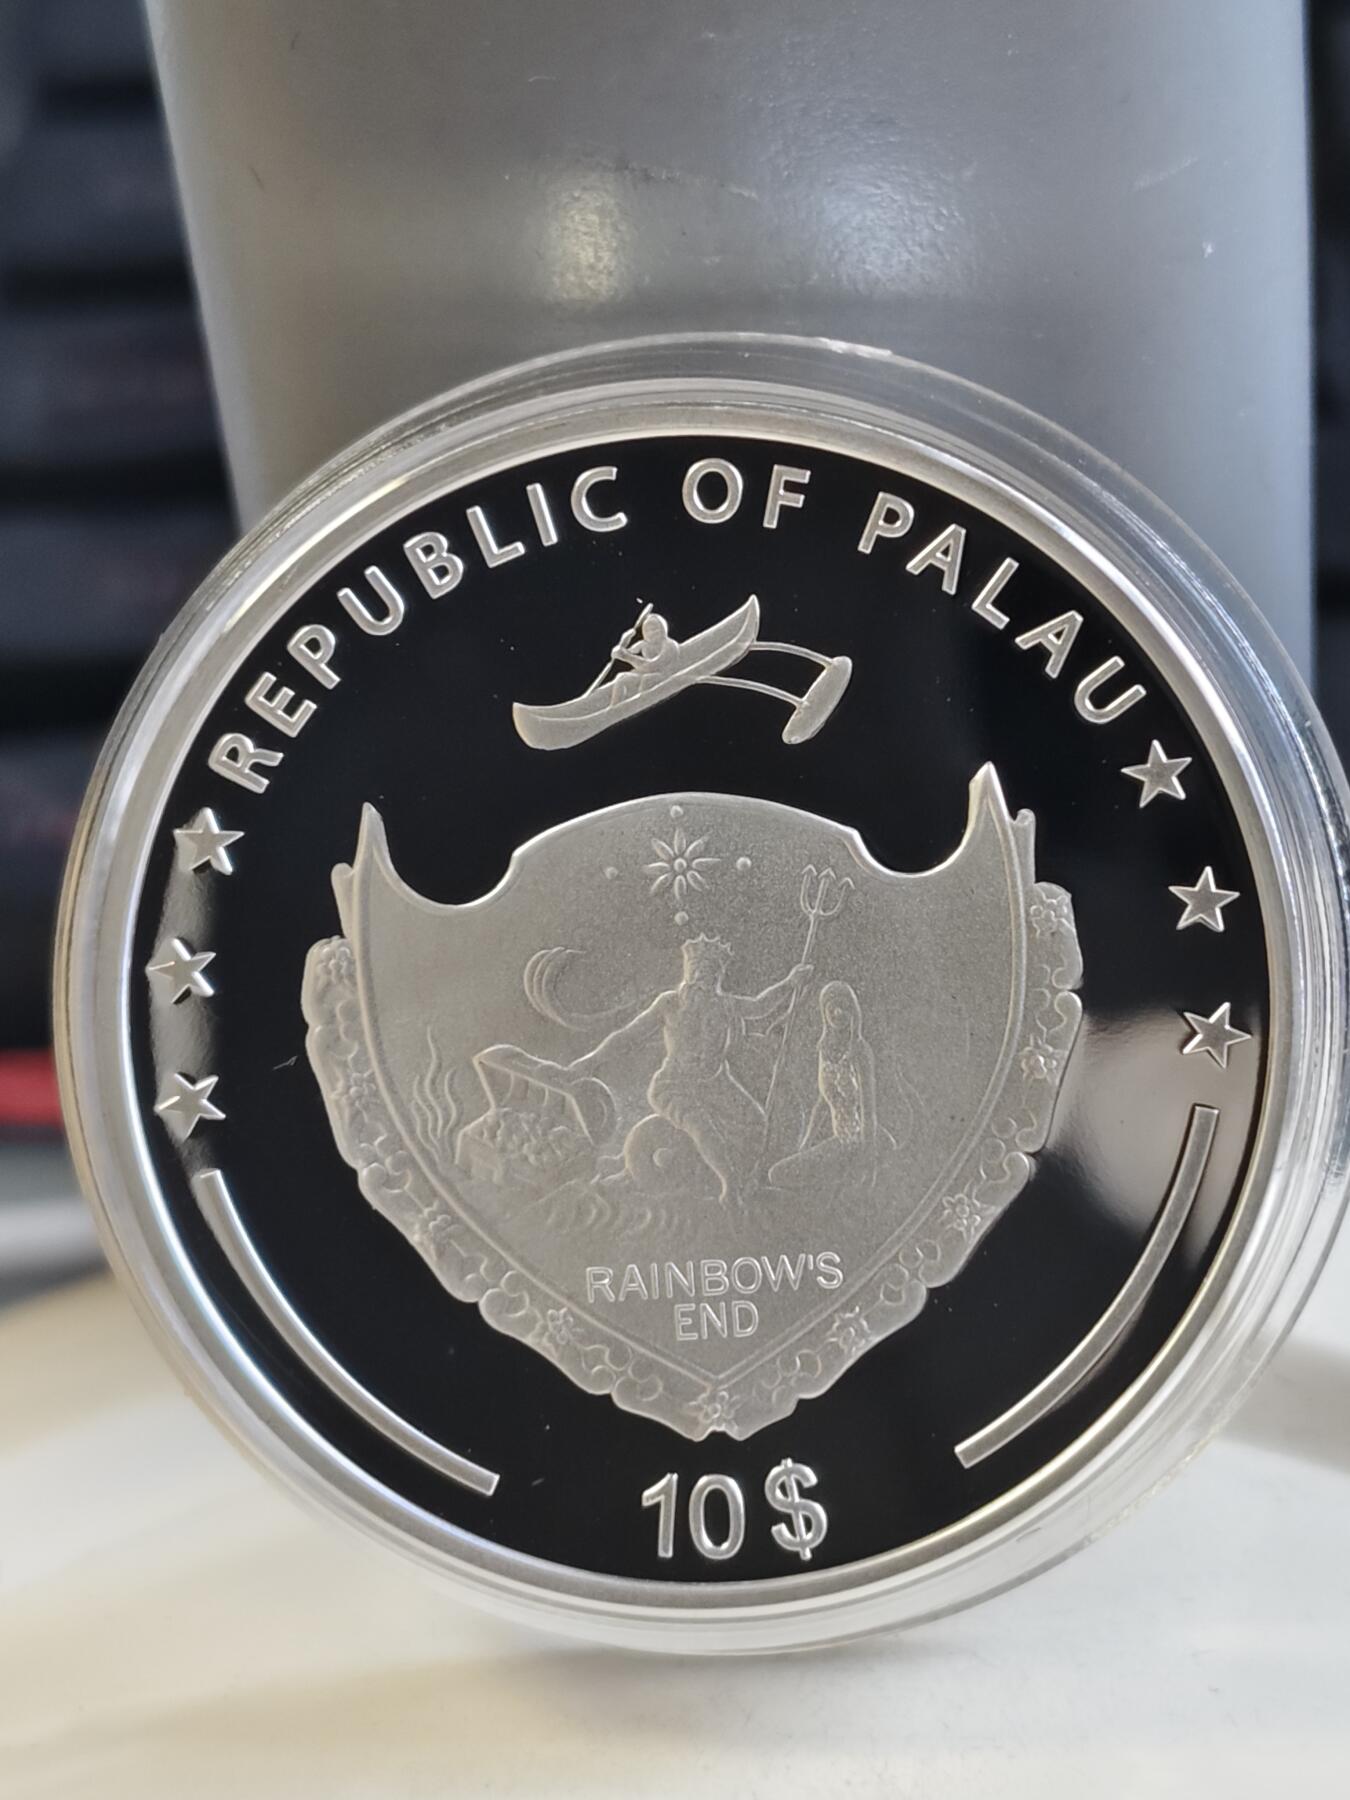 REPUBLIC OF PALAU
RAINBOW'S
END
10 $